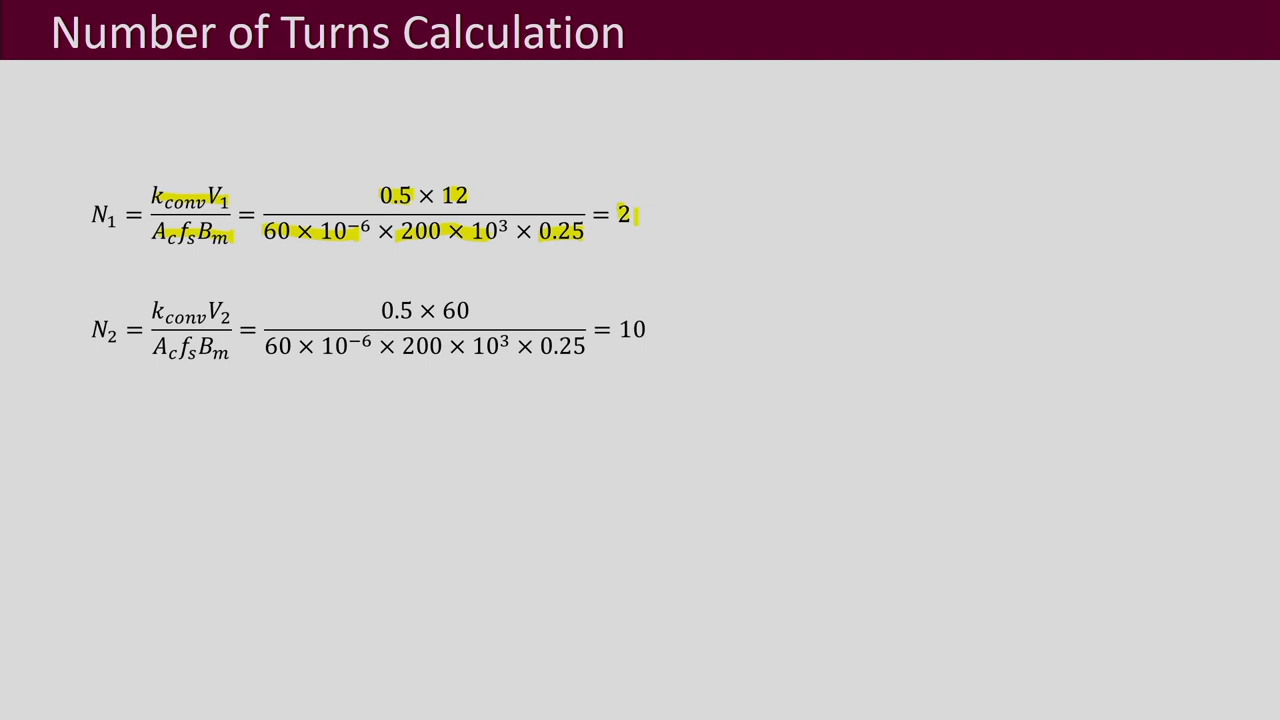 Number of Turns Calculation
N₁ = k_conv V₁ / A_c f_s B_m = 0.5 × 12 / 60 × 10⁻⁶ × 200 × 10³ × 0.25 = 2
N₂ = k_conv V₂ / A_c f_s B_m = 0.5 × 60 / 60 × 10⁻⁶ × 200 × 10³ × 0.25 = 10